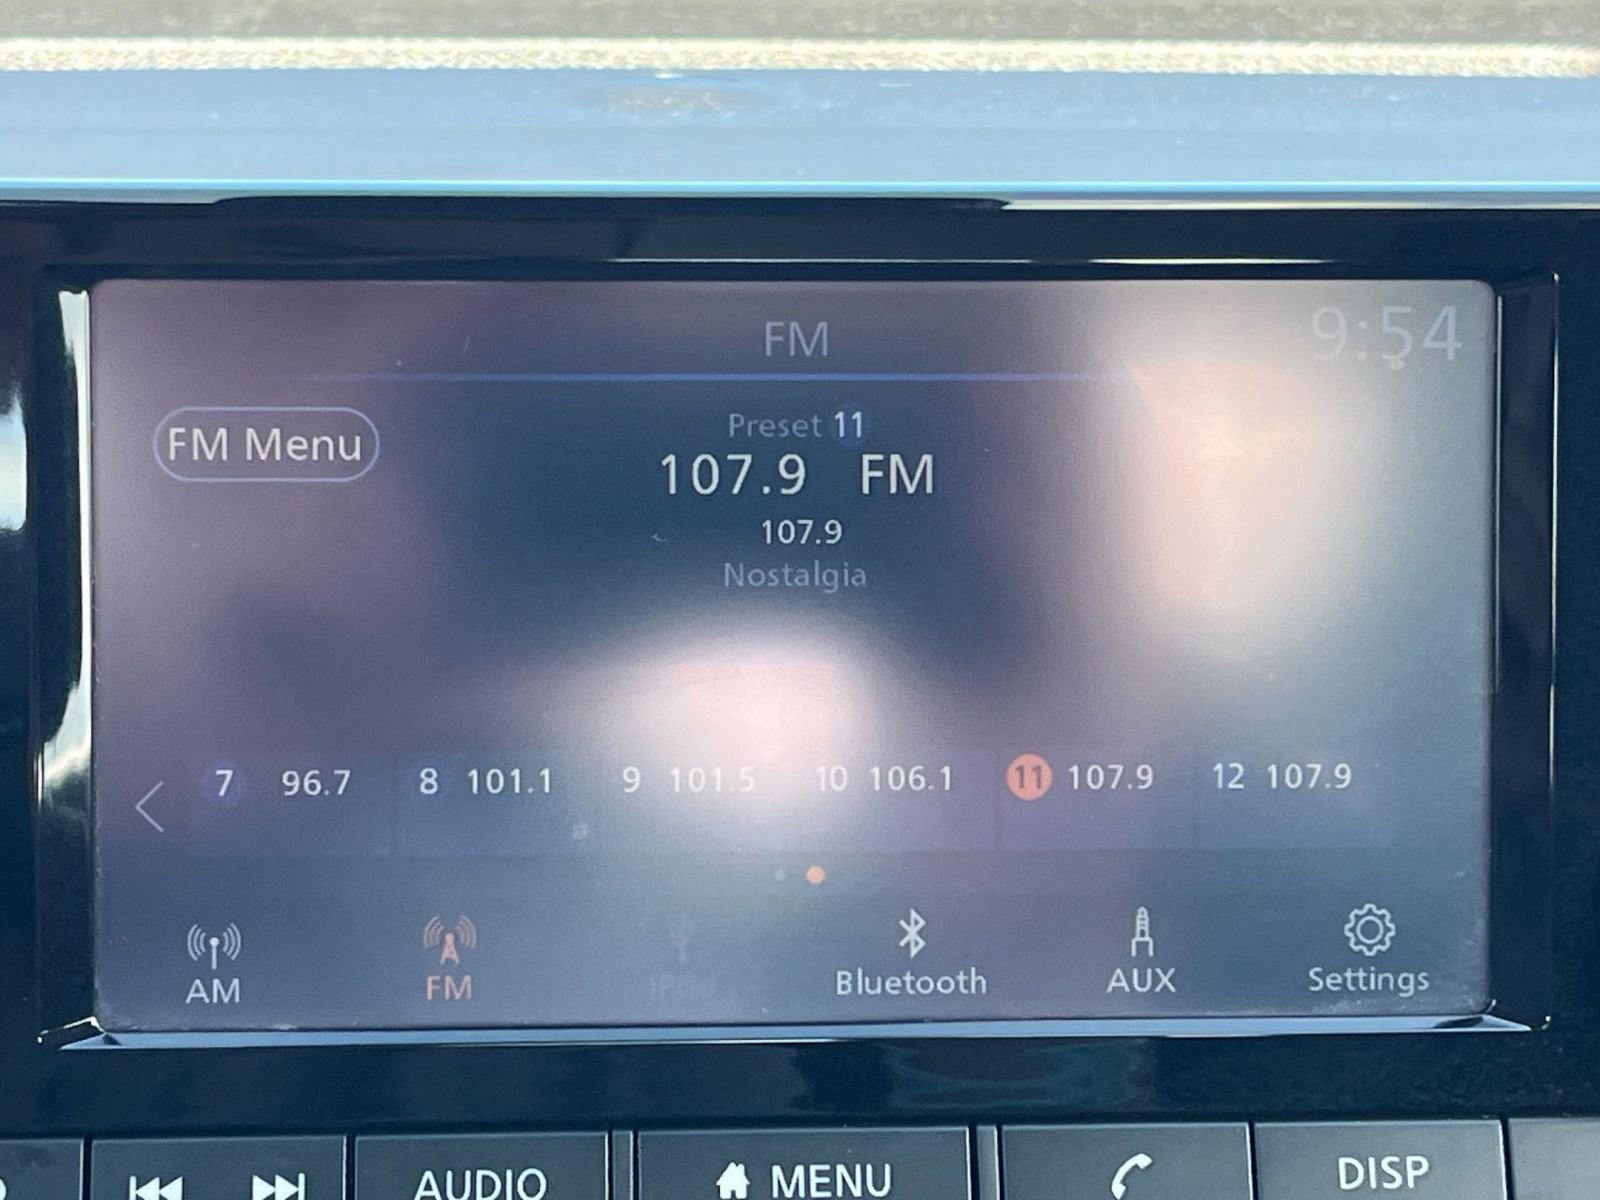 FM
9:54
FM Menu
Preset 11
107.9 FM
107.9
Nostalgia
7 96.7 8 101.1 9 101.5 10 106.1 11 107.9 12 107.9
AM FM iPod Bluetooth AUX Settings
AUDIO MENU DISP